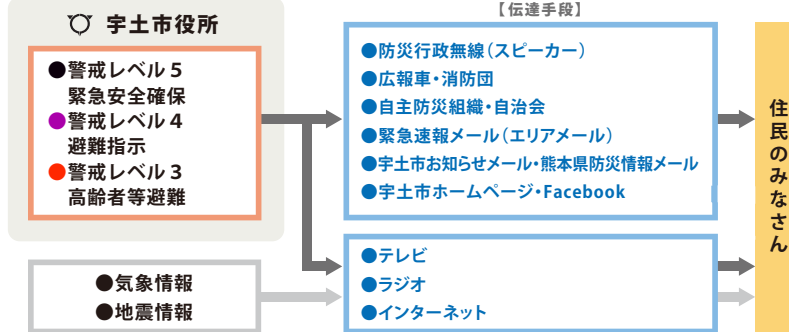 【伝達手段】
宇土市役所
●警戒レベル5
緊急安全確保
●警戒レベル4
避難指示
●警戒レベル3
高齢者等避難
●気象情報
●地震情報
●防災行政無線(スピーカー)
●広報車・消防団
●自主防災組織・自治会
●緊急速報メール(エリアメール)
●宇土市お知らせメール・熊本県防災情報メール
●宇土市ホームページ・Facebook
●テレビ
●ラジオ
●インターネット
住民のみなさん